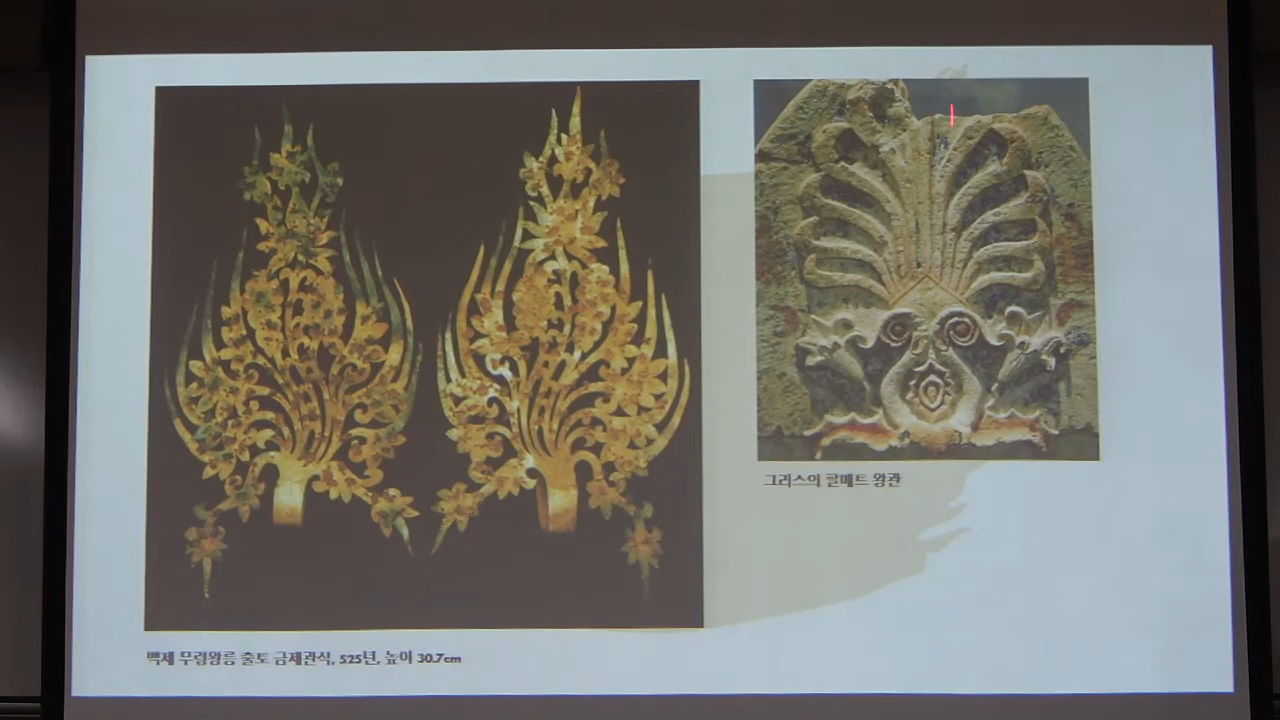 그리스의 팔메트 왕관
백제 무령왕릉 출토 금제관식, 525년, 높이 30.7cm